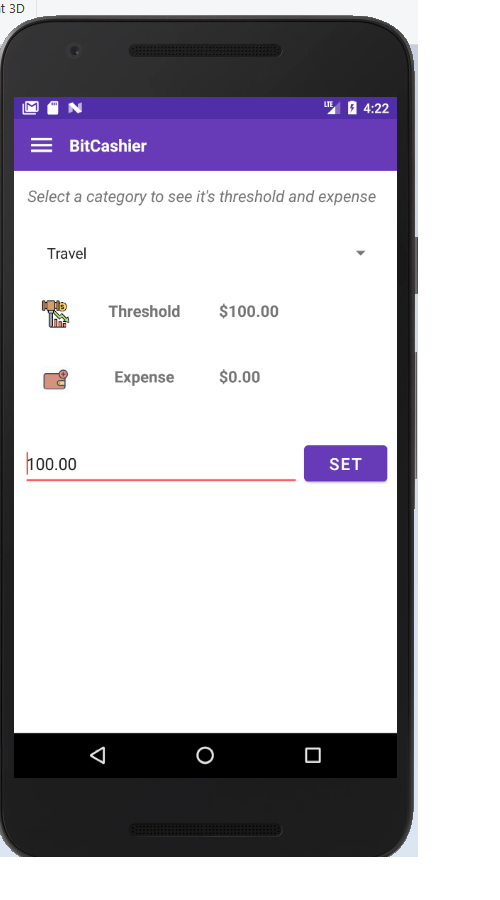 t 3D
LTE 4:22
BitCashier
Select a category to see it's threshold and expense
Travel
Threshold $100.00
Expense $0.00
100.00 SET